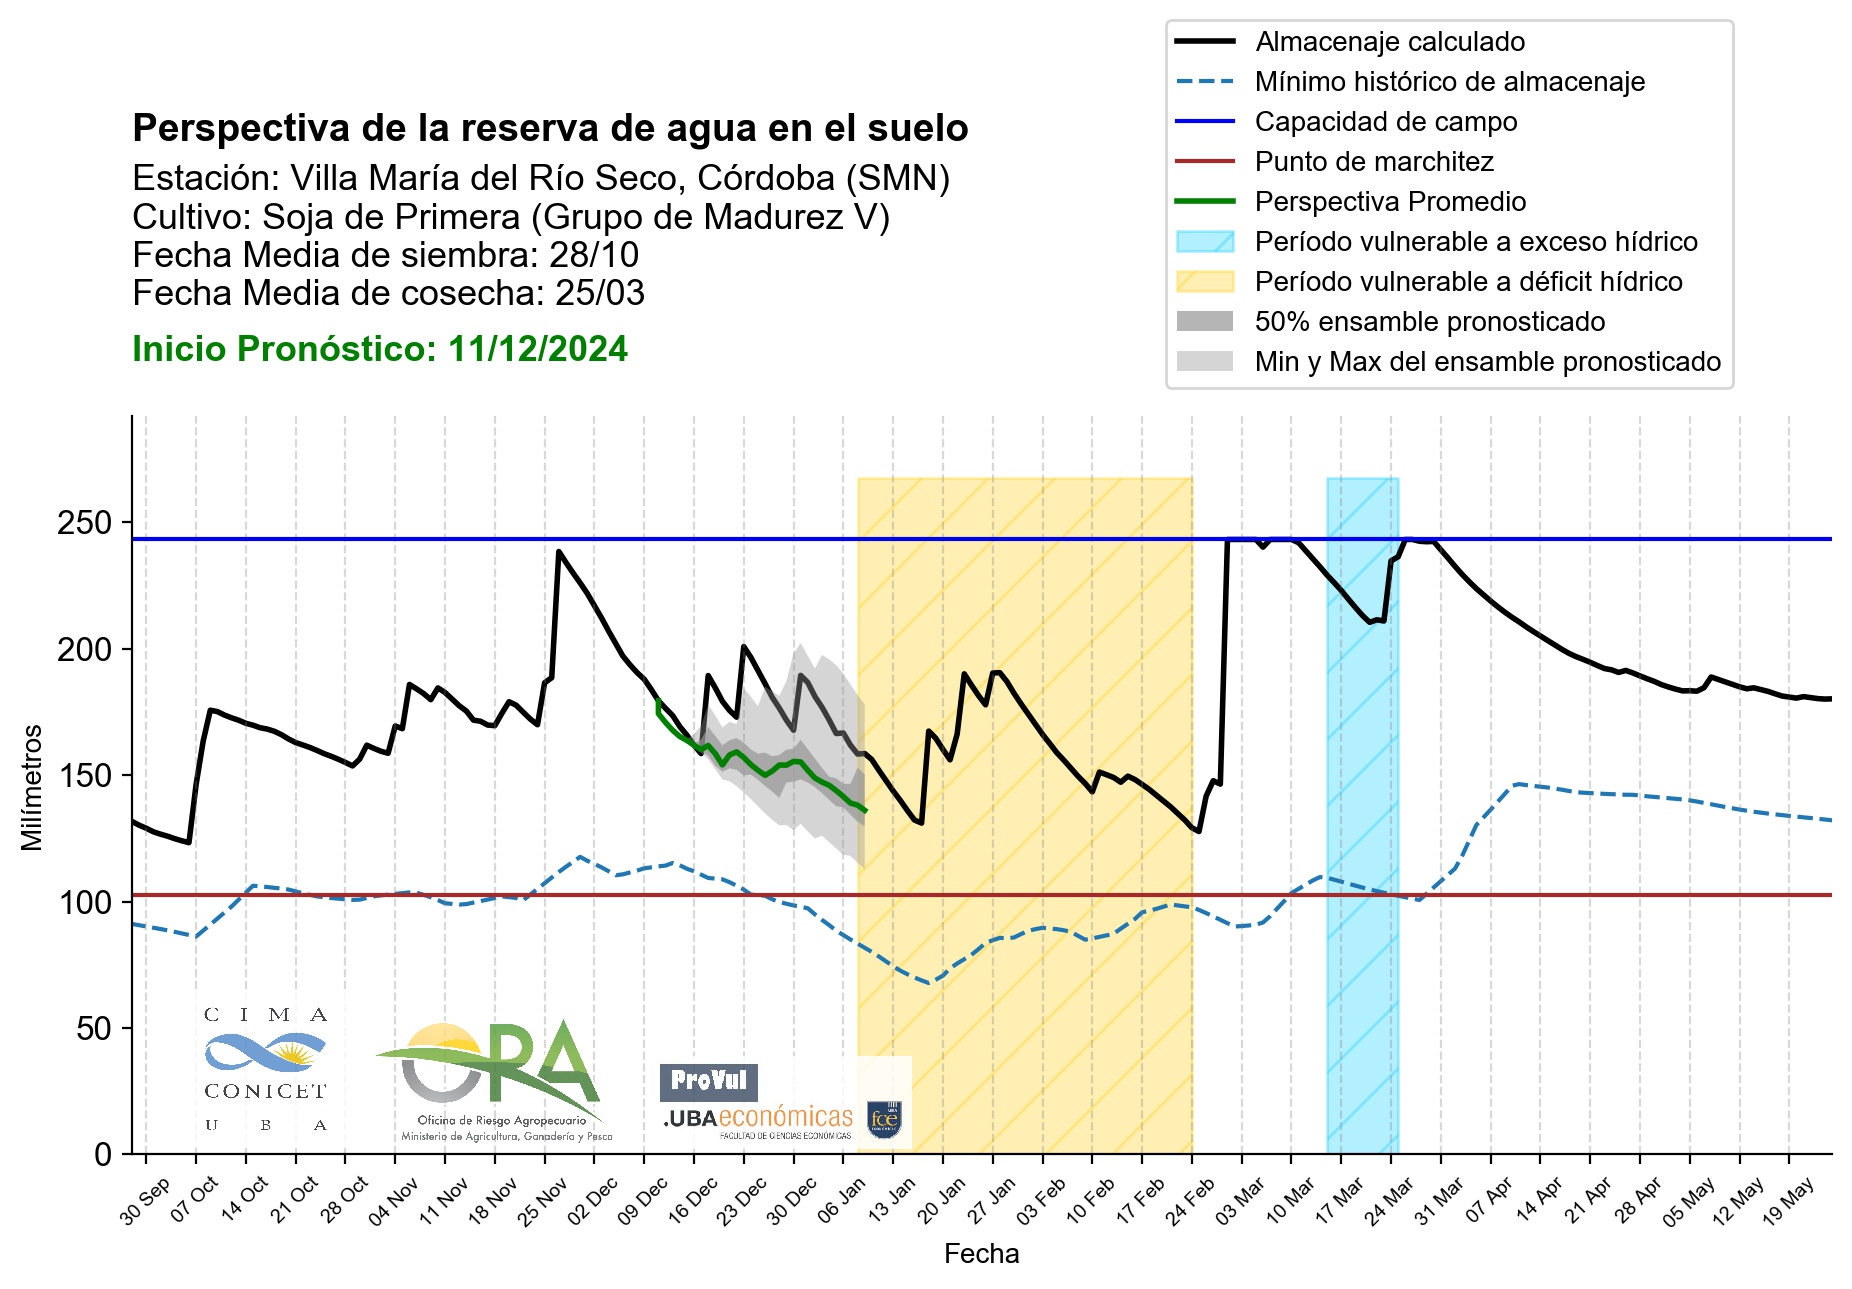 Almacenaje calculado
Mínimo histórico de almacenaje
Capacidad de campo
Punto de marchitez
Perspectiva Promedio
Período vulnerable a exceso hídrico
Período vulnerable a déficit hídrico
50% ensamble pronosticado
Min y Max del ensamble pronosticado
Perspectiva de la reserva de agua en el suelo
Estación: Villa María del Río Seco, Córdoba (SMN)
Cultivo: Soja de Primera (Grupo de Madurez V)
Fecha Media de siembra: 28/10
Fecha Media de cosecha: 25/03
Inicio Pronóstico: 11/12/2024
Milímetros
250
200
150
100
50
0
CIMA
CONICET
UBA
ORA
Oficina de Riesgo Agropecuario
Ministerio de Agricultura, Ganadería y Pesca
ProVul
.UBAeconómicas
FACULTAD DE CIENCIAS ECONÓMICAS
fce
30 Sep
07 Oct
14 Oct
21 Oct
28 Oct
04 Nov
11 Nov
18 Nov
25 Nov
02 Dec
09 Dec
16 Dec
23 Dec
30 Dec
06 Jan
13 Jan
20 Jan
27 Jan
03 Feb
10 Feb
17 Feb
24 Feb
03 Mar
10 Mar
17 Mar
24 Mar
31 Mar
07 Apr
14 Apr
21 Apr
28 Apr
05 May
12 May
19 May
Fecha